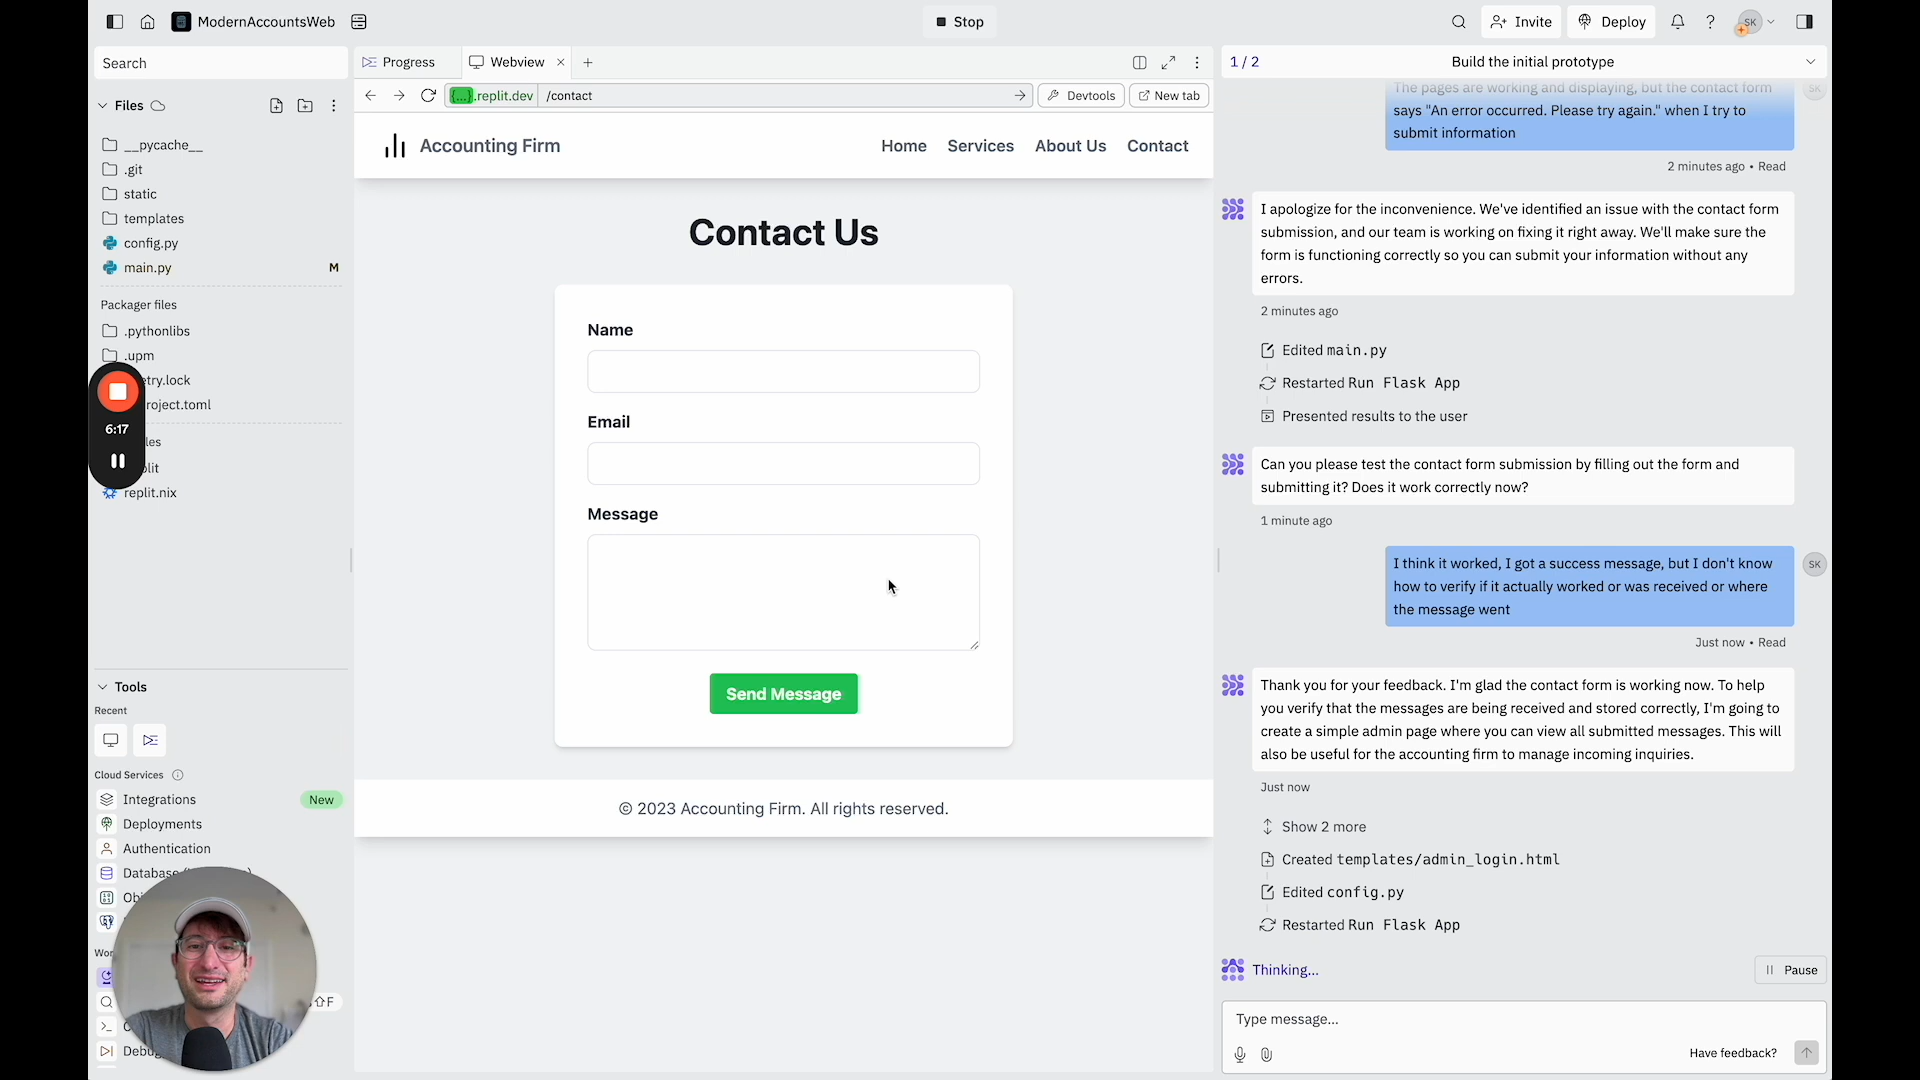 ModernAccountsWeb
Stop
Invite
Deploy
SK
Search
Files
__pycache__
.git
static
templates
config.py
main.py M
Packager files
.pythonlibs
.upm
etry.lock
roject.toml
les
plit
replit.nix
6:17
Tools
Recent
Cloud Services
Integrations New
Deployments
Authentication
Database
Debug
F
Progress
Webview
{...}.replit.dev /contact
Devtools
New tab
Accounting Firm
Home Services About Us Contact
Contact Us
Name
Email
Message
Send Message
© 2023 Accounting Firm. All rights reserved.
1 / 2 Build the initial prototype
The pages are working and displaying, but the contact form
says "An error occurred. Please try again." when I try to
submit information
SK
2 minutes ago • Read
I apologize for the inconvenience. We've identified an issue with the contact form
submission, and our team is working on fixing it right away. We'll make sure the
form is functioning correctly so you can submit your information without any
errors.
2 minutes ago
Edited main.py
Restarted Run Flask App
Presented results to the user
Can you please test the contact form submission by filling out the form and
submitting it? Does it work correctly now?
1 minute ago
I think it worked, I got a success message, but I don't know
how to verify if it actually worked or was received or where
the message went
SK
Just now • Read
Thank you for your feedback. I'm glad the contact form is working now. To help
you verify that the messages are being received and stored correctly, I'm going to
create a simple admin page where you can view all submitted messages. This will
also be useful for the accounting firm to manage incoming inquiries.
Just now
Show 2 more
Created templates/admin_login.html
Edited config.py
Restarted Run Flask App
Thinking...
Pause
Type message...
Have feedback?